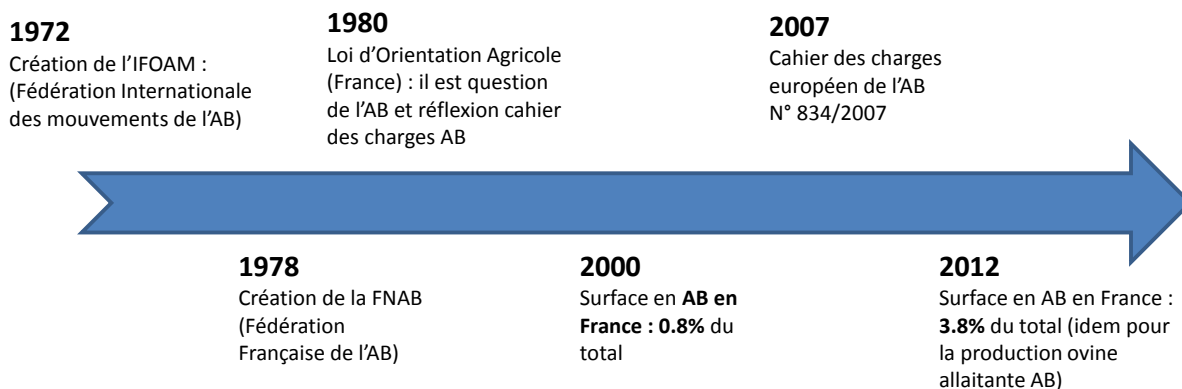 1972
Création de l’IFOAM :
(Fédération Internationale
des mouvements de l’AB)
1980
Loi d’Orientation Agricole
(France) : il est question
de l’AB et réflexion cahier
des charges AB
2007
Cahier des charges
européen de l’AB
N° 834/2007
1978
Création de la FNAB
(Fédération
Française de l’AB)
2000
Surface en AB en
France : 0.8% du
total
2012
Surface en AB en France :
3.8% du total (idem pour
la production ovine
allaitante AB)